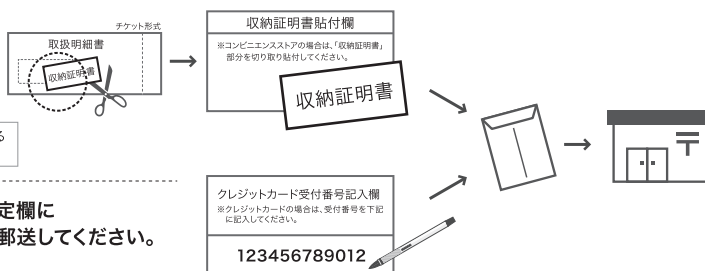 チケット形式
取扱明細書
収納証明書
収納証明書貼付欄
※コンビニエンスストアの場合は、「収納証明書」
部分を切り取り貼付してください。
収納証明書
る
定欄に
郵送してください。
クレジットカード受付番号記入欄
※クレジットカードの場合は、受付番号を下記
に記入してください。
123456789012
〒